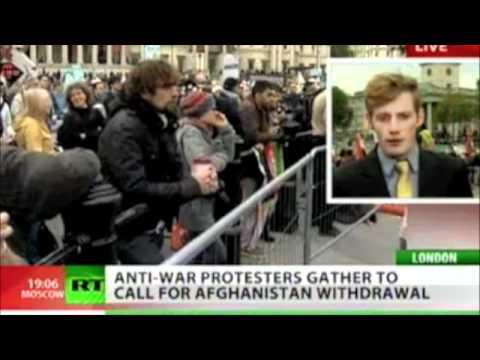 LIVE
LONDON
19:06
MOSCOW
RT
ANTI-WAR PROTESTERS GATHER TO
CALL FOR AFGHANISTAN WITHDRAWAL